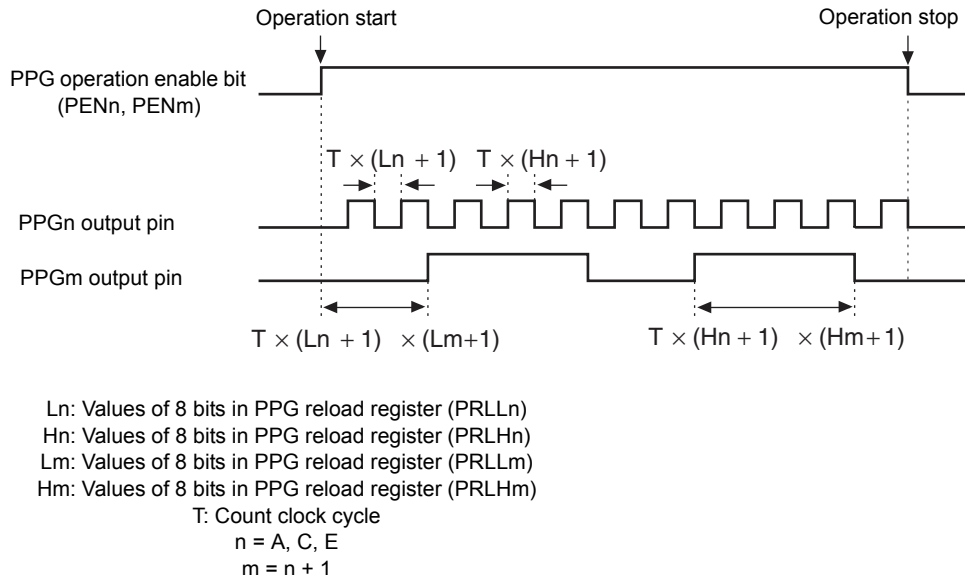 Operation start
Operation stop
PPG operation enable bit
(PENn, PENm)
T × (Ln + 1)
T × (Hn + 1)
PPGn output pin
PPGm output pin
T × (Ln + 1) × (Lm+1)
T × (Hn + 1) × (Hm+1)
Ln: Values of 8 bits in PPG reload register (PRLLn)
Hn: Values of 8 bits in PPG reload register (PRLHn)
Lm: Values of 8 bits in PPG reload register (PRLLm)
Hm: Values of 8 bits in PPG reload register (PRLHm)
T: Count clock cycle
n = A, C, E
m = n + 1